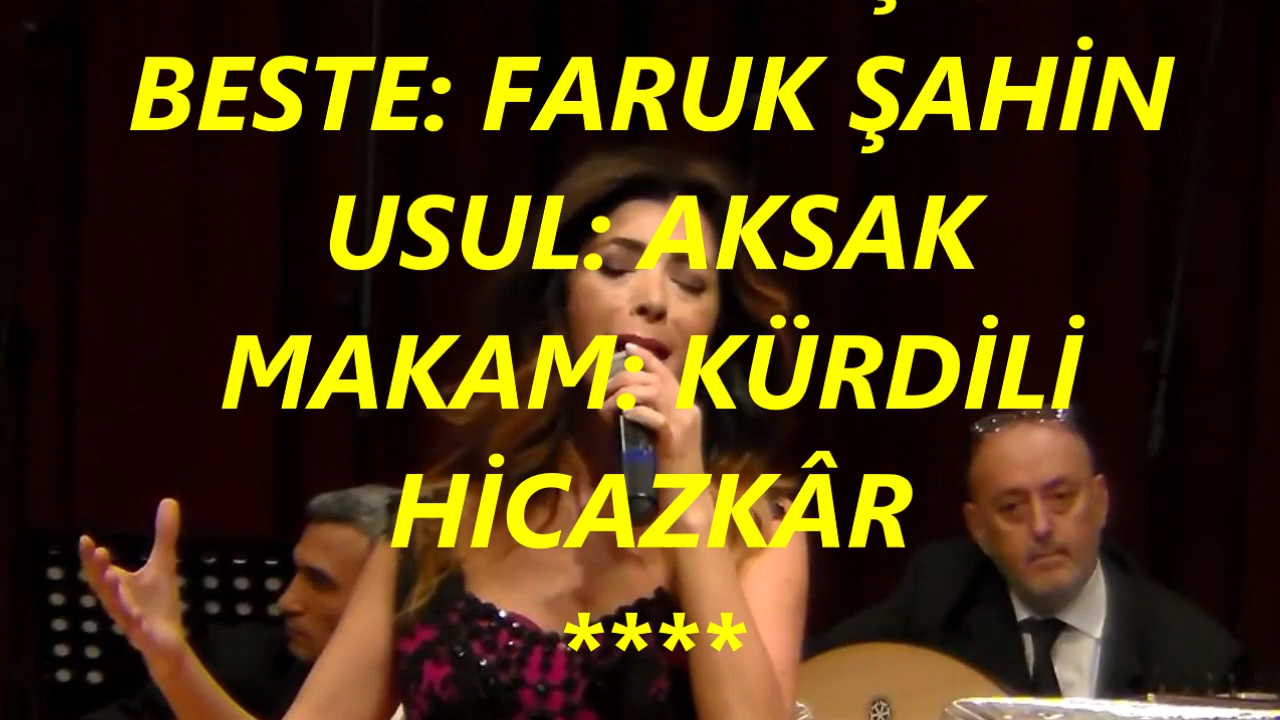 BESTE: FARUK ŞAHİN
USUL: AKSAK
MAKAM: KÜRDİLİ
HİCAZKÂR
****